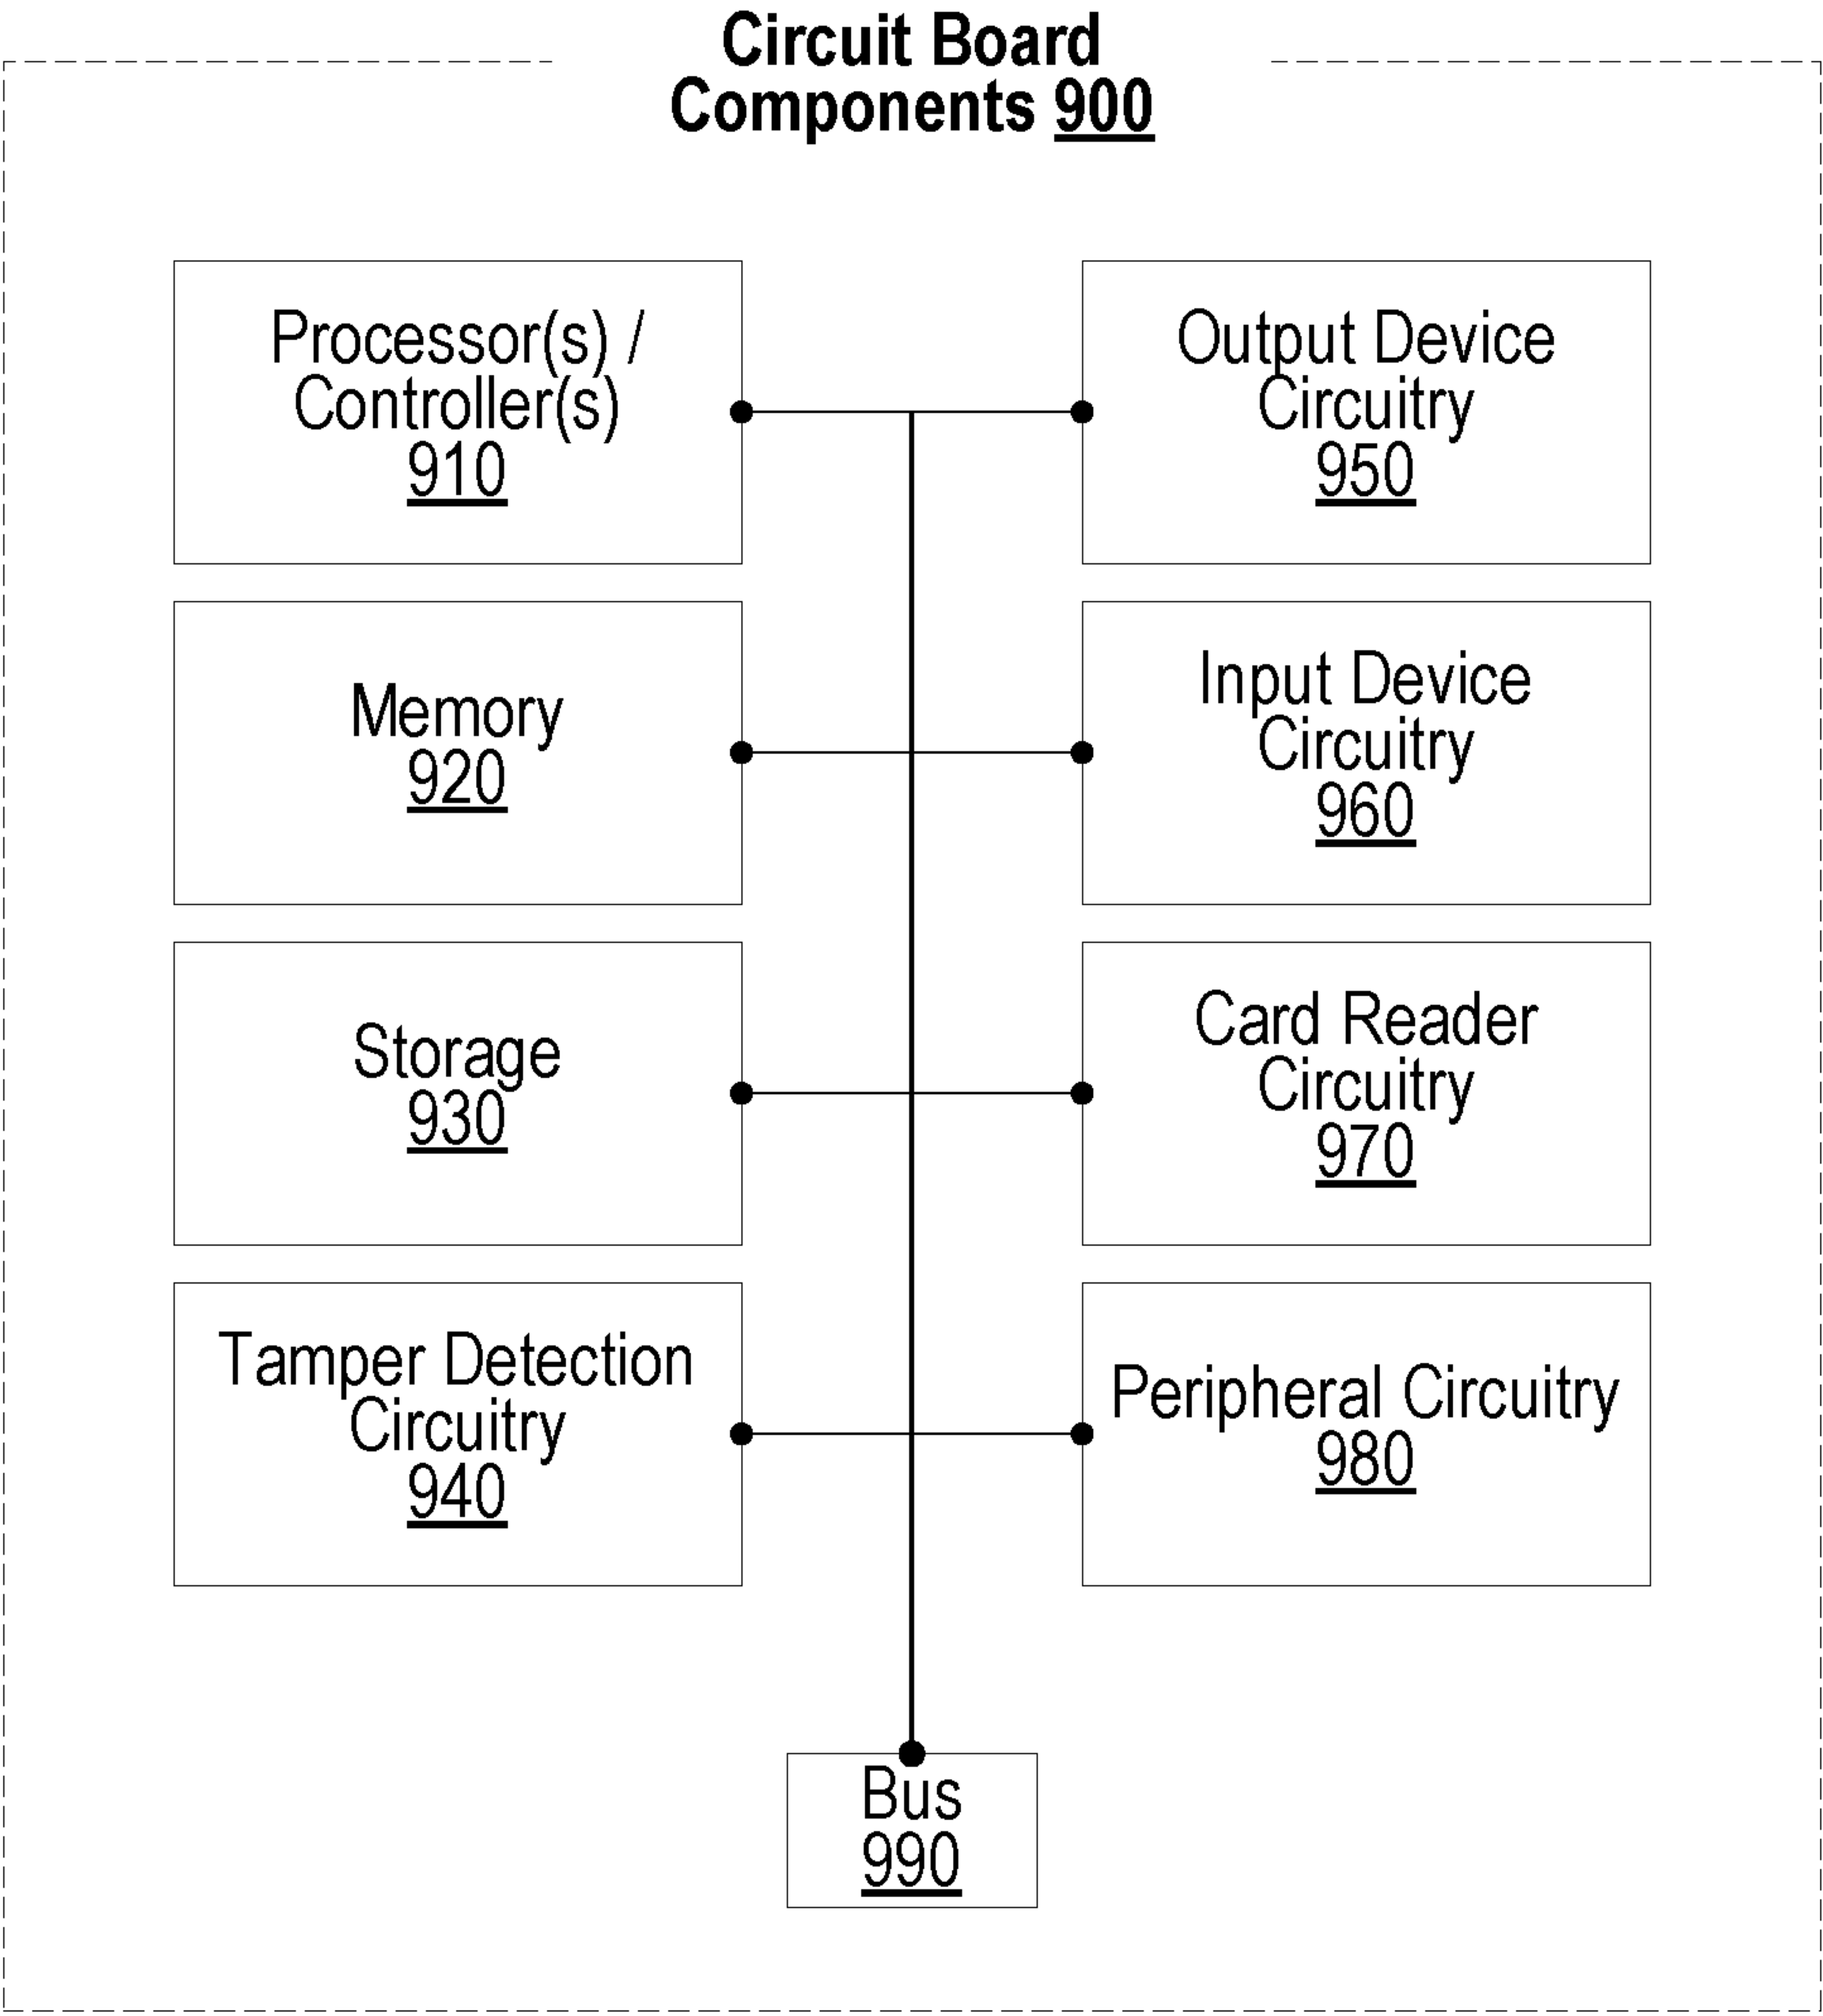 Circuit Board
Components 900
Processor(s) /
Controller(s)
910
Output Device
Circuitry
950
Memory
920
Input Device
Circuitry
960
Storage
930
Card Reader
Circuitry
970
Tamper Detection
Circuitry
940
Peripheral Circuitry
980
Bus
990